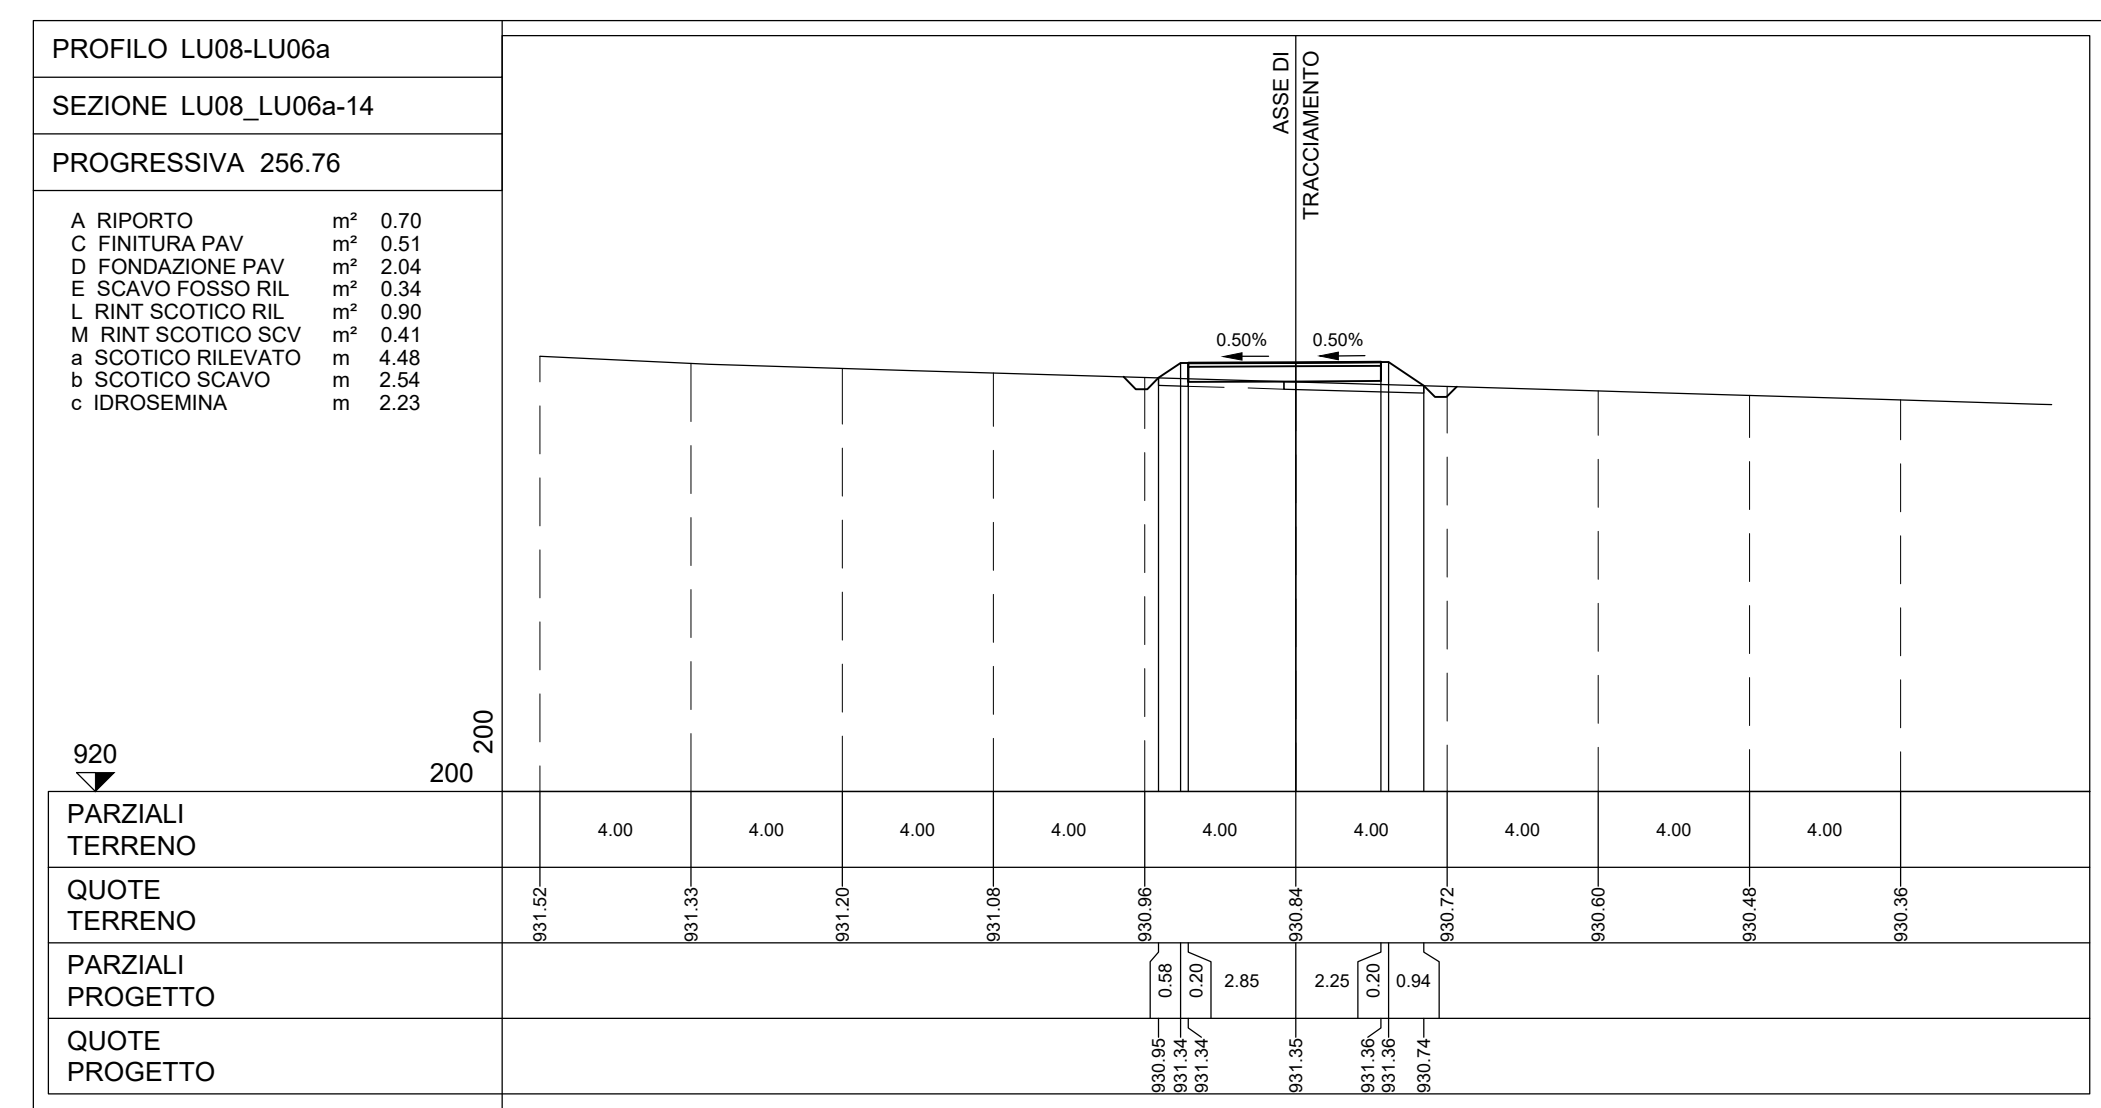 PROFILO LU08-LU06a
SEZIONE LU08_LU06a-14
PROGRESSIVA 256.76
A RIPORTO m² 0.70
C FINITURA PAV m² 0.51
D FONDAZIONE PAV m² 2.04
E SCAVO FOSSO RIL m² 0.34
L RINT SCOTICO RIL m² 0.90
M RINT SCOTICO SCV m² 0.41
a SCOTICO RILEVATO m 4.48
b SCOTICO SCAVO m 2.54
c IDROSEMINA m 2.23
ASSE DI
TRACCIAMENTO
0.50% 0.50%
920
200
200
PARZIALI
TERRENO
4.00 4.00 4.00 4.00 4.00 4.00 4.00 4.00 4.00
QUOTE
TERRENO
931.52 931.33 931.20 931.08 930.96 930.84 930.72 930.60 930.48 930.36
PARZIALI
PROGETTO
0.58 0.20 2.85 2.25 0.20 0.94
QUOTE
PROGETTO
930.95 931.34 931.34 931.35 931.36 931.36 930.74